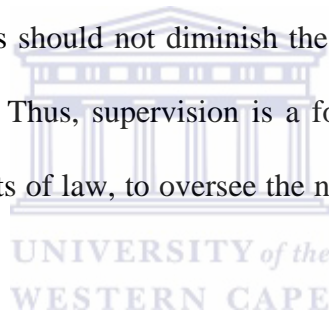 s should not diminish the
Thus, supervision is a fo
ts of law, to oversee the n
UNIVERSITY of the
WESTERN CAPE